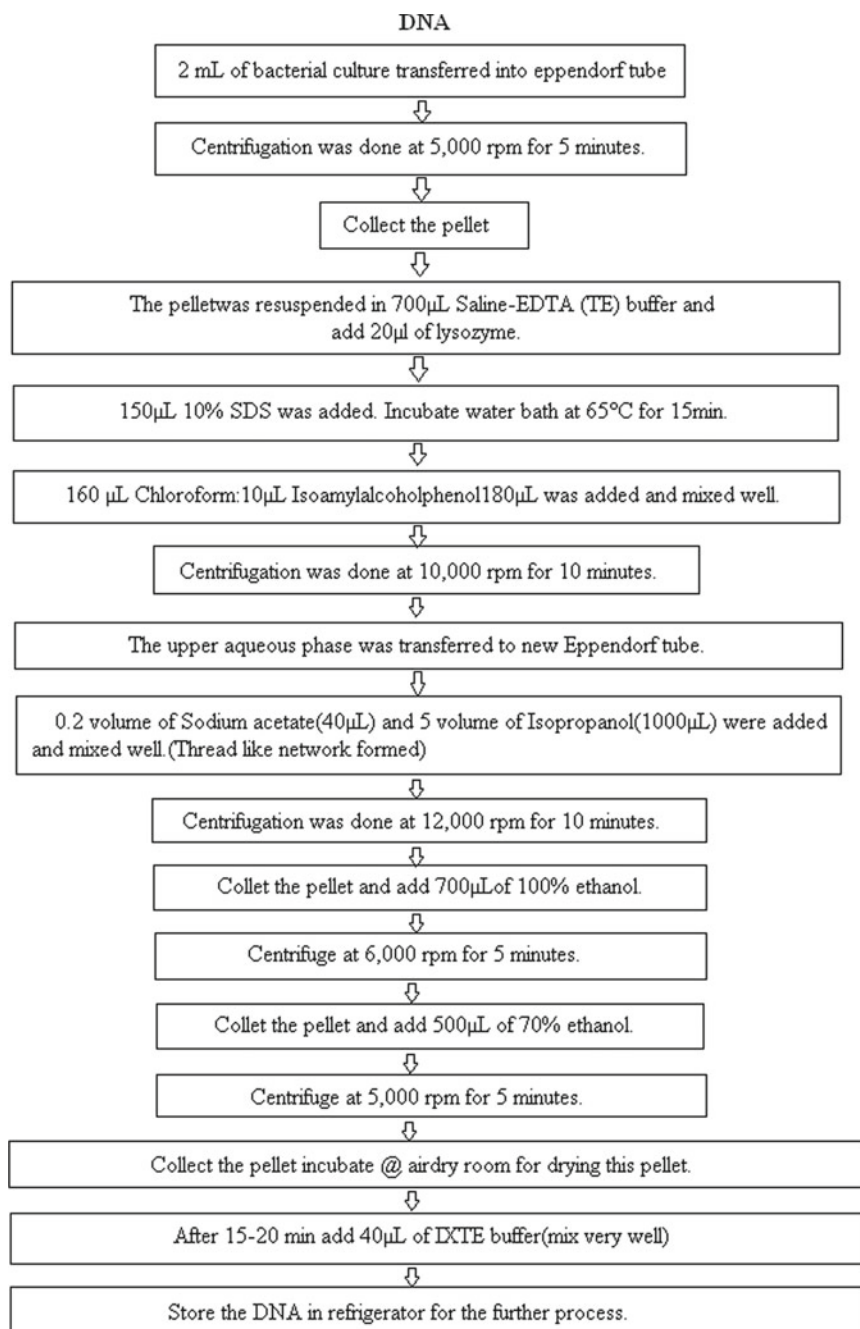 DNA
2 mL of bacterial culture transferred into eppendorf tube
Centrifugation was done at 5,000 rpm for 5 minutes.
Collect the pellet
The pelletwas resuspended in 700µL Saline-EDTA (TE) buffer and
add 20µl of lysozyme.
150µL 10% SDS was added. Incubate water bath at 65°C for 15min.
160 µL Chloroform:10µL Isoamylalcoholphenol180µL was added and mixed well.
Centrifugation was done at 10,000 rpm for 10 minutes.
The upper aqueous phase was transferred to new Eppendorf tube.
0.2 volume of Sodium acetate(40µL) and 5 volume of Isopropanol(1000µL) were added
and mixed well.(Thread like network formed)
Centrifugation was done at 12,000 rpm for 10 minutes.
Collet the pellet and add 700µLof 100% ethanol.
Centrifuge at 6,000 rpm for 5 minutes.
Collet the pellet and add 500µL of 70% ethanol.
Centrifuge at 5,000 rpm for 5 minutes.
Collect the pellet incubate @ airdry room for drying this pellet.
After 15-20 min add 40µL of IXTE buffer(mix very well)
Store the DNA in refrigerator for the further process.